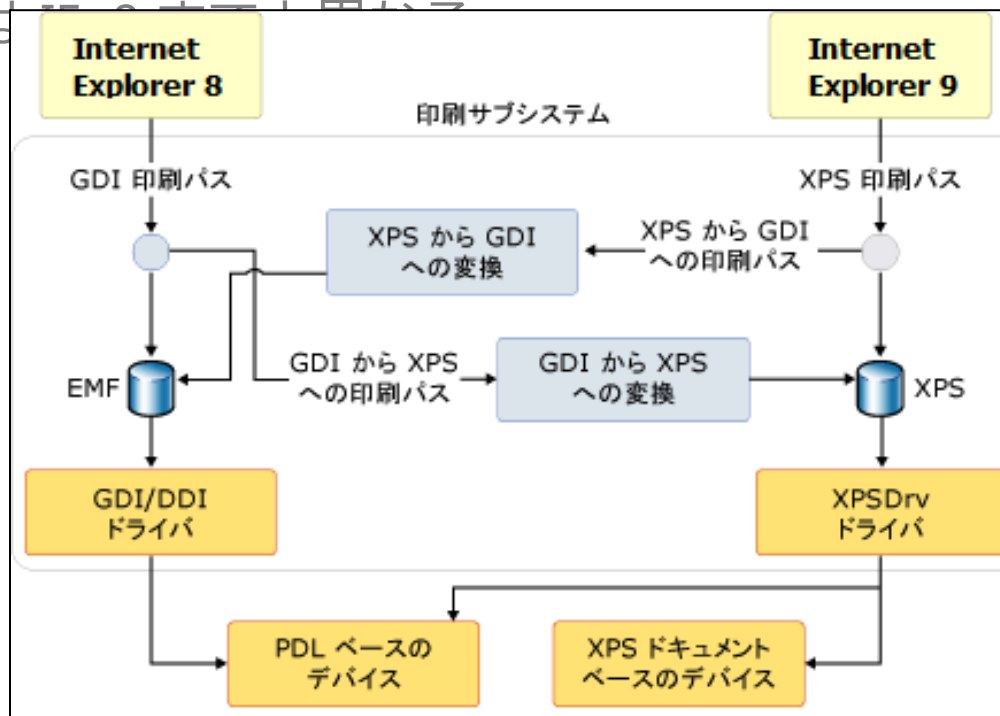 Internet
Explorer 8
Internet
Explorer 9
印刷サブシステム
GDI 印刷パス
XPS 印刷パス
XPS から GDI
への変換
XPS から GDI
への印刷パス
EMF
GDI から XPS
への印刷パス
GDI から XPS
への変換
XPS
GDI/DDI
ドライバ
XPSDrv
ドライバ
PDL ベースの
デバイス
XPS ドキュメント
ベースのデバイス